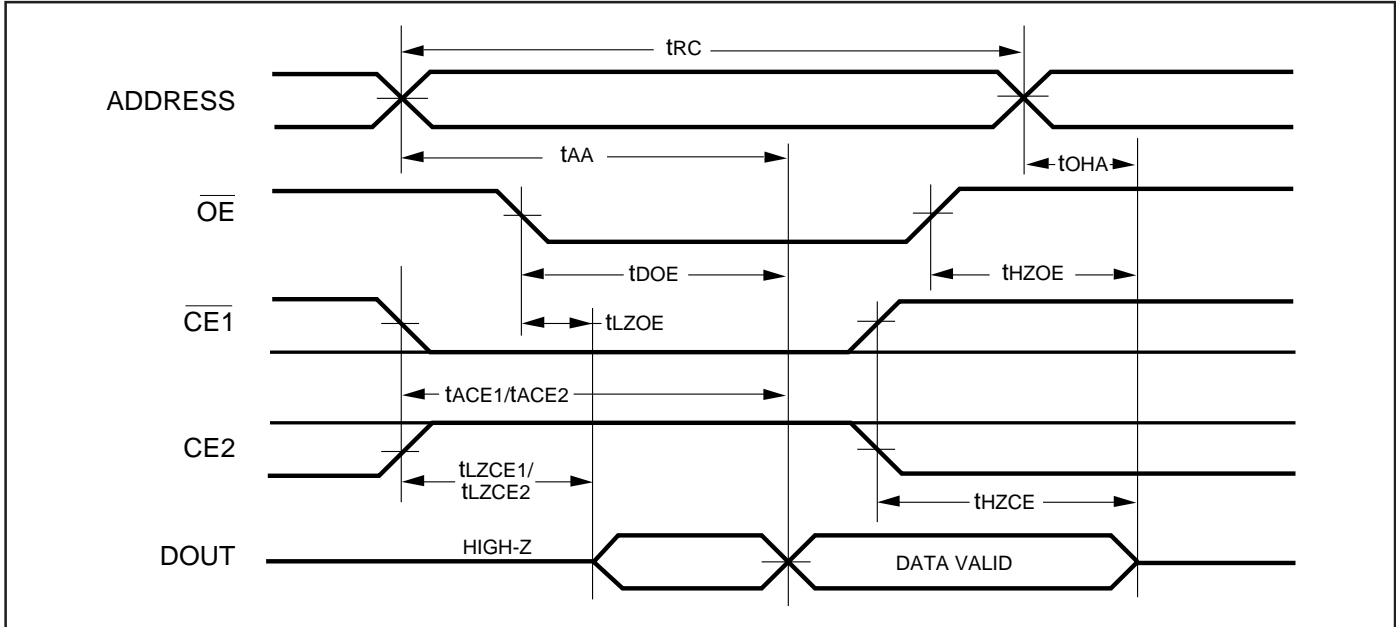 tRC
ADDRESS
tAA
tOHA
OE
tDOE
tHZOE
CE1
tLZOE
tACE1/tACE2
CE2
tLZCE1/
tLZCE2
tHZCE
DOUT
HIGH-Z
DATA VALID